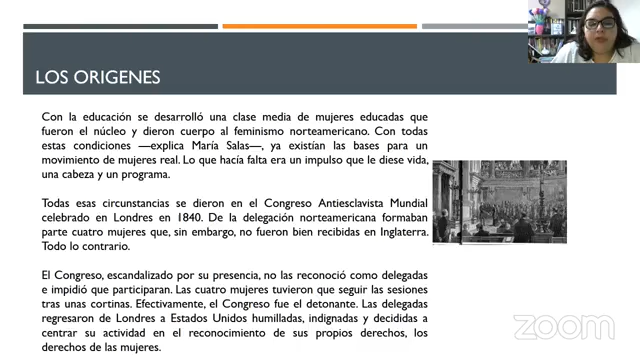 LOS ORIGENES
Con la educación se desarrolló una clase media de mujeres educadas que
fueron el núcleo y dieron cuerpo al feminismo norteamericano. Con todas
estas condiciones —explica María Salas—, ya existían las bases para un
movimiento de mujeres real. Lo que hacía falta era un impulso que le diese vida,
una cabeza y un programa.
Todas esas circunstancias se dieron en el Congreso Antiesclavista Mundial
celebrado en Londres en 1840. De la delegación norteamericana formaban
parte cuatro mujeres que, sin embargo, no fueron bien recibidas en Inglaterra.
Todo lo contrario.
El Congreso, escandalizado por su presencia, no las reconoció como delegadas
e impidió que participaran. Las cuatro mujeres tuvieron que seguir las sesiones
tras unas cortinas. Efectivamente, el Congreso fue el detonante. Las delegadas
regresaron de Londres a Estados Unidos humilladas, indignadas y decididas a
centrar su actividad en el reconocimiento de sus propios derechos, los
derechos de las mujeres.
zoom